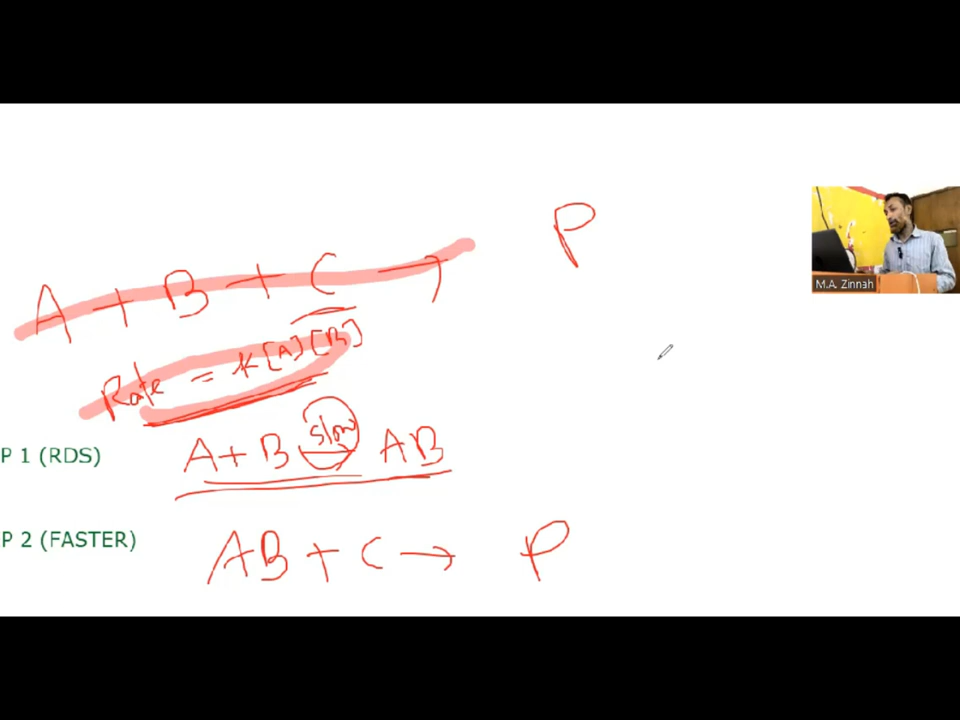 A + B + C → P
Rate = k[A][B]
P 1 (RDS) A + B slow AB
P 2 (FASTER) AB + C → P
M.A. Zinnah